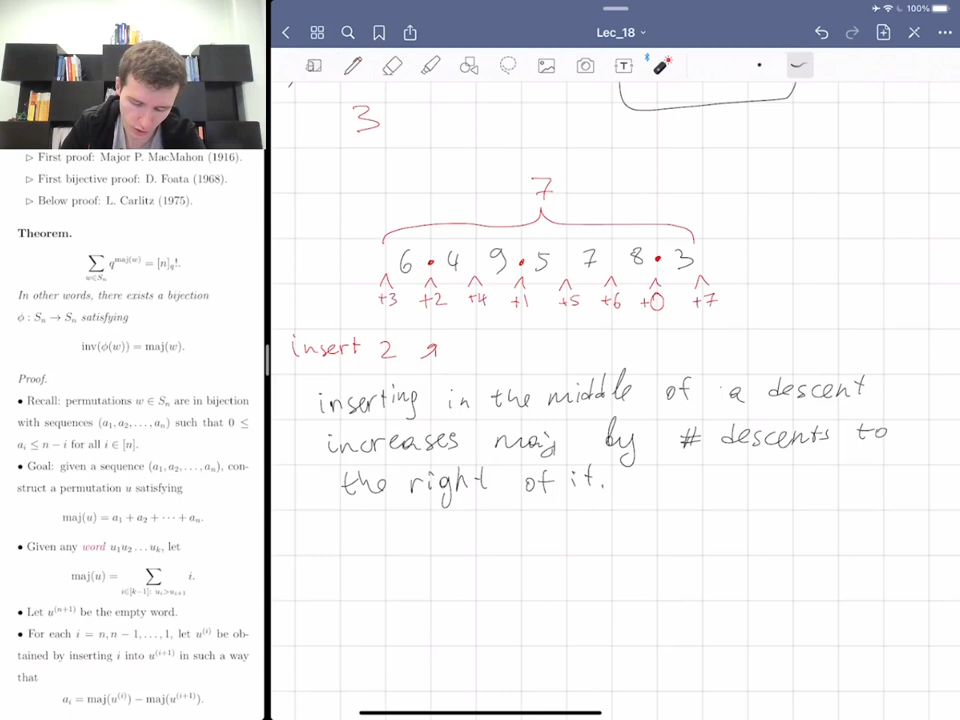 100%
Lec_18
3
7
6 · 4 9 · 5 7 8 · 3
+3 +2 +4 +1 +5 +6 +0 +7
insert 2
inserting in the middle of a descent
increases maj by # descents to
the right of it.
▷ First proof: Major P. MacMahon (1916).
▷ First bijective proof: D. Foata (1968).
▷ Below proof: L. Carlitz (1975).
Theorem.
∑ q^{maj(w)} = [n]_q!.
w∈S_n
In other words, there exists a bijection
ϕ : S_n → S_n satisfying
inv(ϕ(w)) = maj(w).
Proof.
• Recall: permutations w ∈ S_n are in bijection
with sequences (a_1, a_2, . . . , a_n) such that 0 ≤
a_i ≤ n − i for all i ∈ [n].
• Goal: given a sequence (a_1, a_2, . . . , a_n), con-
struct a permutation u satisfying
maj(u) = a_1 + a_2 + · · · + a_n.
• Given any word u_1u_2 . . . u_k, let
maj(u) = ∑ i.
i∈[k−1]: u_i>u_{i+1}
• Let u^{(n+1)} be the empty word.
• For each i = n, n − 1, . . . , 1, let u^{(i)} be ob-
tained by inserting i into u^{(i+1)} in such a way
that
a_i = maj(u^{(i)}) − maj(u^{(i+1)}).